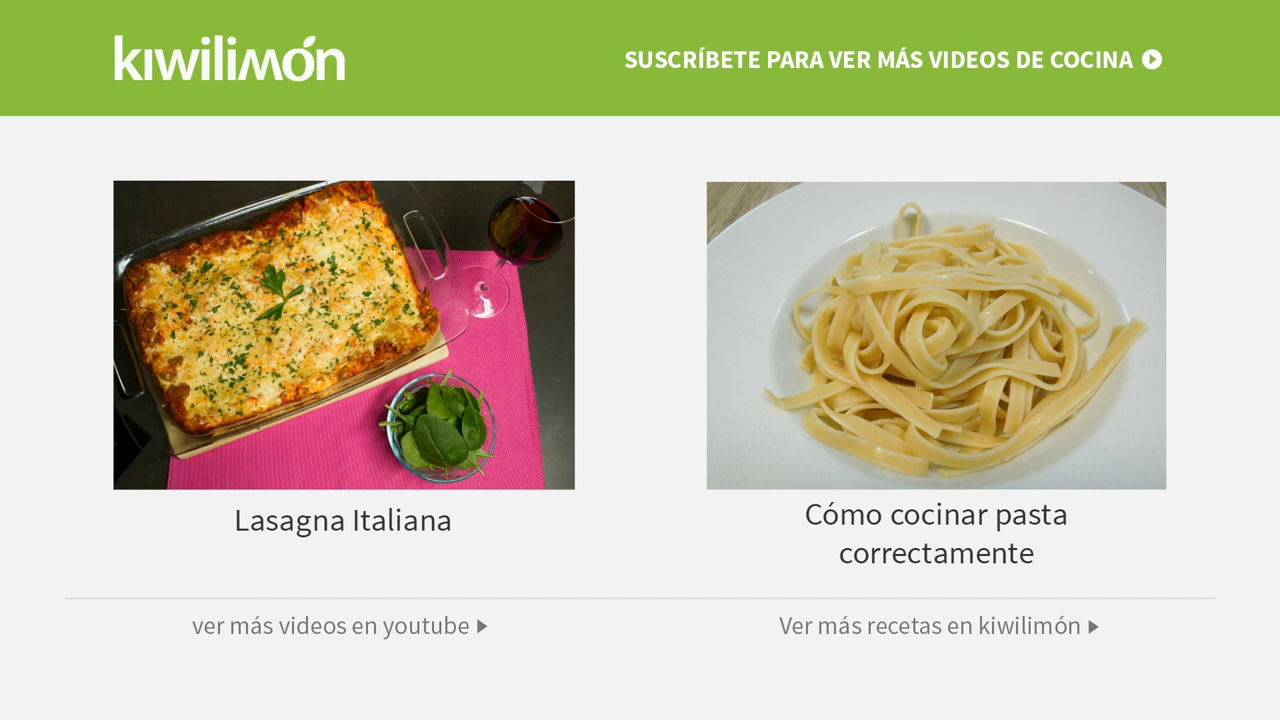 kiwilimón
SUSCRÍBETE PARA VER MÁS VIDEOS DE COCINA
Lasagna Italiana
Cómo cocinar pasta
correctamente
ver más videos en youtube
Ver más recetas en kiwilimón